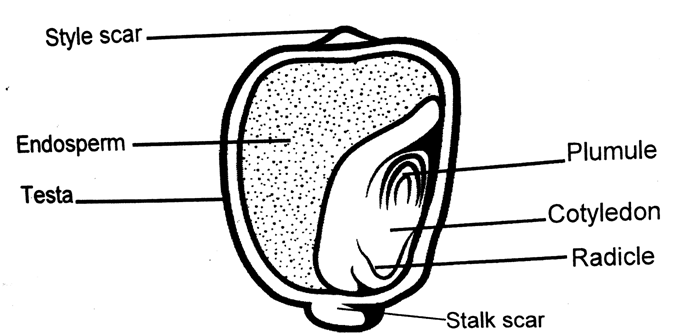 Style scar
Endosperm
Testa
Plumule
Cotyledon
Radicle
Stalk scar